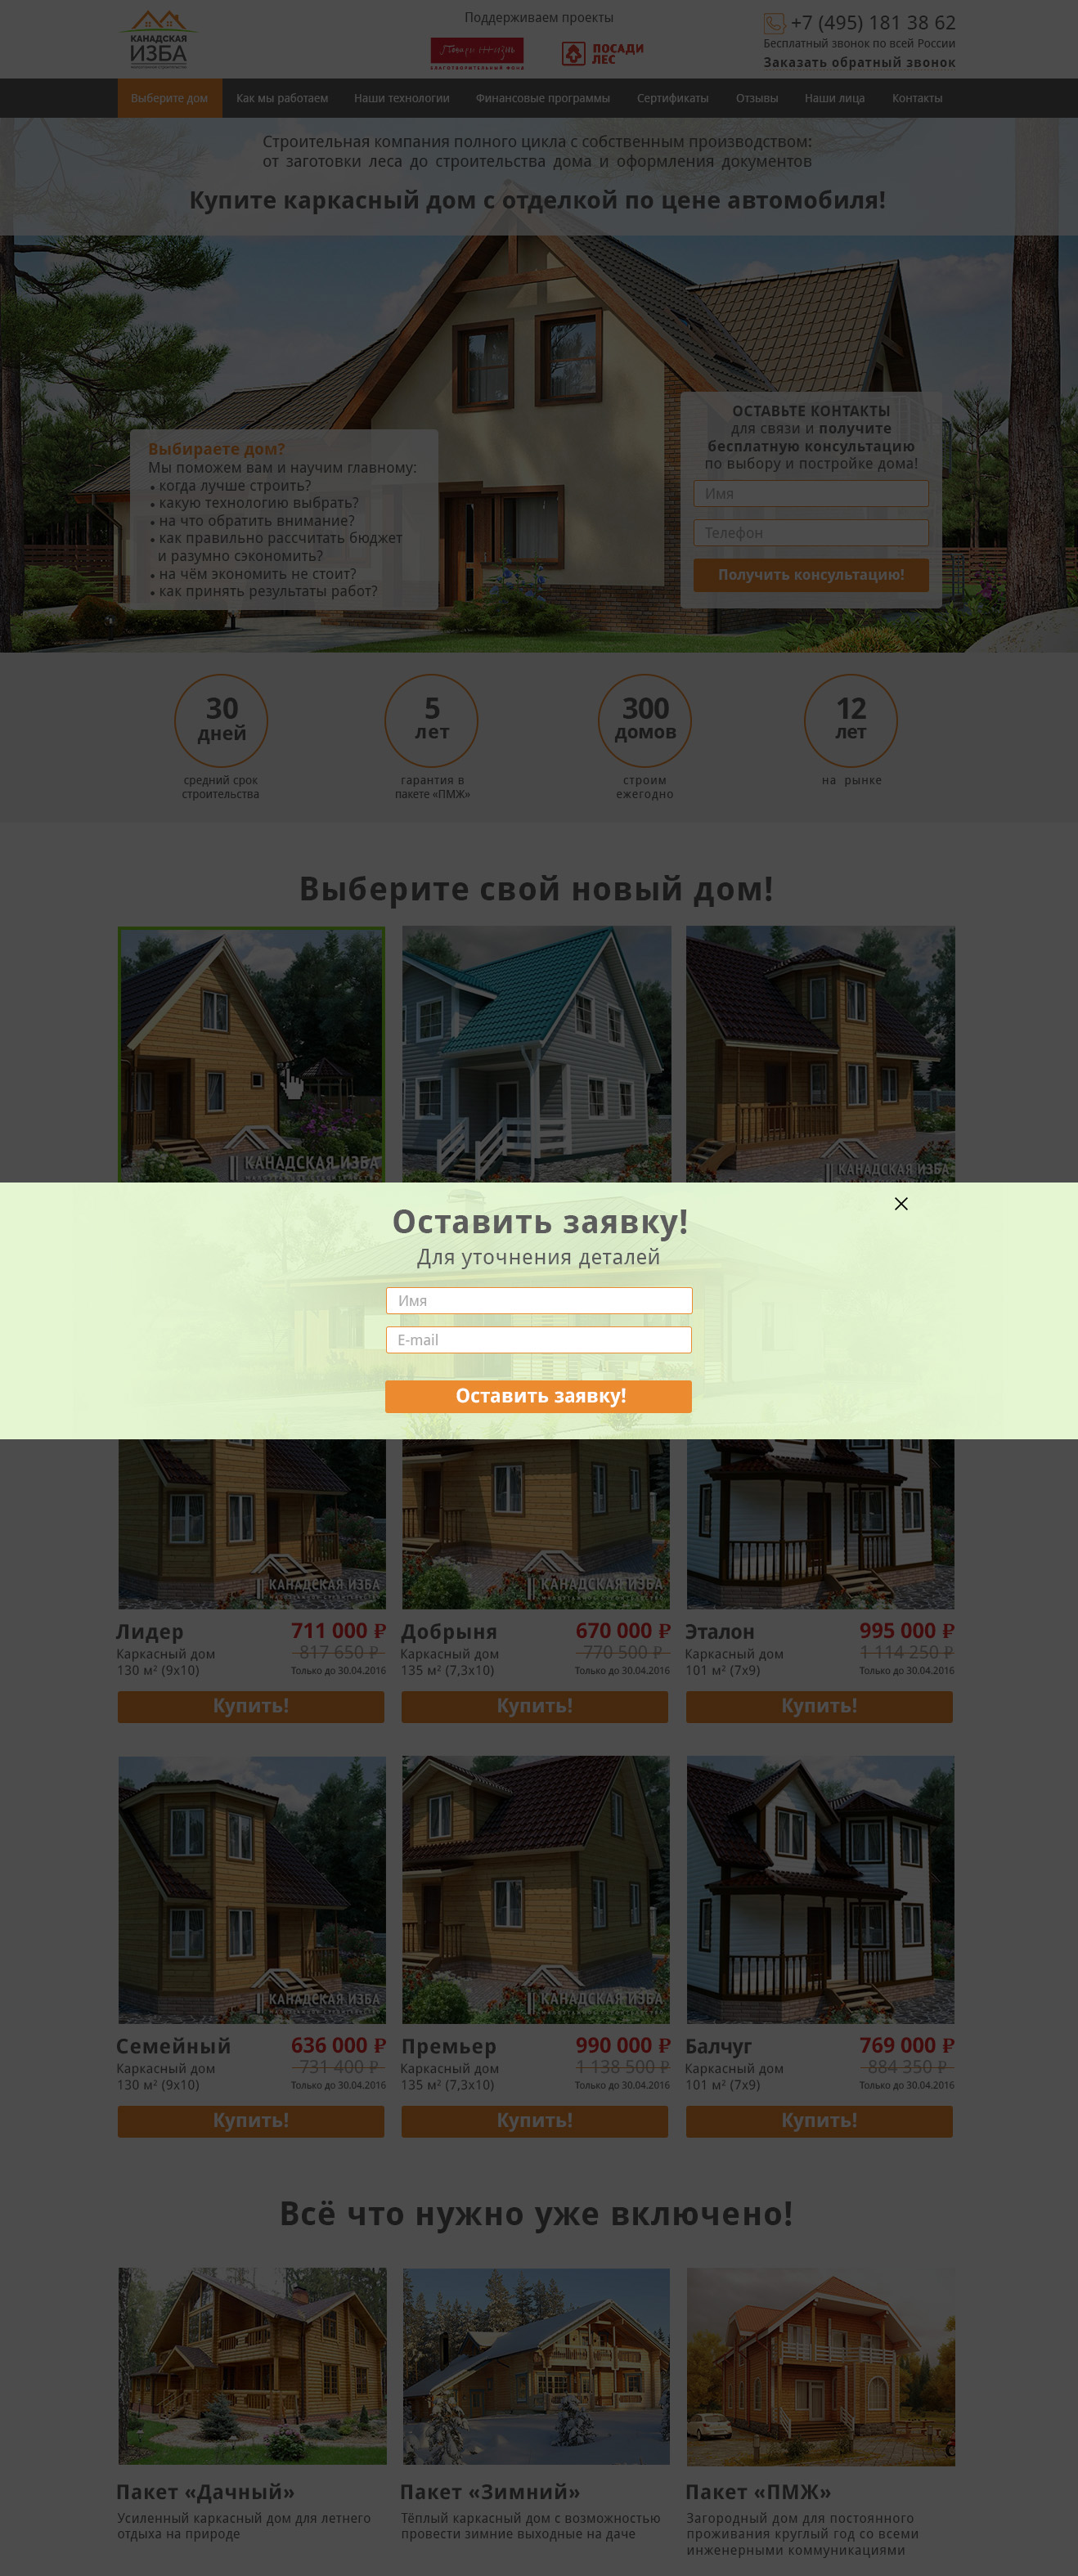 КАНАДСКАЯ
ИЗБА
Поддерживаем проекты
Подари жизнь
БЛАГОТВОРИТЕЛЬНЫЙ ФОНД
ПОСАДИ
ЛЕС
+7 (495) 181 38 62
Бесплатный звонок по всей России
Заказать обратный звонок
Выберите дом Как мы работаем Наши технологии Финансовые программы Сертификаты Отзывы Наши лица Контакты
Строительная компания полного цикла с собственным производством:
от заготовки леса до строительства дома и оформления документов
Купите каркасный дом с отделкой по цене автомобиля!
Выбираете дом?
Мы поможем вам и научим главному:
• когда лучше строить?
• какую технологию выбрать?
• на что обратить внимание?
• как правильно рассчитать бюджет
и разумно сэкономить?
• на чём экономить не стоит?
• как принять результаты работ?
ОСТАВЬТЕ КОНТАКТЫ
для связи и получите
бесплатную консультацию
по выбору и постройке дома!
Имя
Телефон
Получить консультацию!
30
дней
средний срок
строительства
5
лет
гарантия в
пакете «ПМЖ»
300
домов
строим
ежегодно
12
лет
на рынке
Выберите свой новый дом!
КАНАДСКАЯ ИЗБА
КАНАДСКАЯ ИЗБА
Оставить заявку!
Для уточнения деталей
Имя
E-mail
Оставить заявку!
КАНАДСКАЯ ИЗБА
КАНАДСКАЯ ИЗБА
Лидер 711 000 ₽
817 650 ₽
Каркасный дом
130 м² (9x10) Только до 30.04.2016
Купить!
Добрыня 670 000 ₽
770 500 ₽
Каркасный дом
135 м² (7,3x10) Только до 30.04.2016
Купить!
Эталон 995 000 ₽
1 114 250 ₽
Каркасный дом
101 м² (7x9) Только до 30.04.2016
Купить!
КАНАДСКАЯ ИЗБА
КАНАДСКАЯ ИЗБА
Семейный 636 000 ₽
731 400 ₽
Каркасный дом
130 м² (9x10) Только до 30.04.2016
Купить!
Премьер 990 000 ₽
1 138 500 ₽
Каркасный дом
135 м² (7,3x10) Только до 30.04.2016
Купить!
Балчуг 769 000 ₽
884 350 ₽
Каркасный дом
101 м² (7x9) Только до 30.04.2016
Купить!
Всё что нужно уже включено!
Пакет «Дачный»
Усиленный каркасный дом для летнего
отдыха на природе
Пакет «Зимний»
Тёплый каркасный дом с возможностью
провести зимние выходные на даче
Пакет «ПМЖ»
Загородный дом для постоянного
проживания круглый год со всеми
инженерными коммуникациями